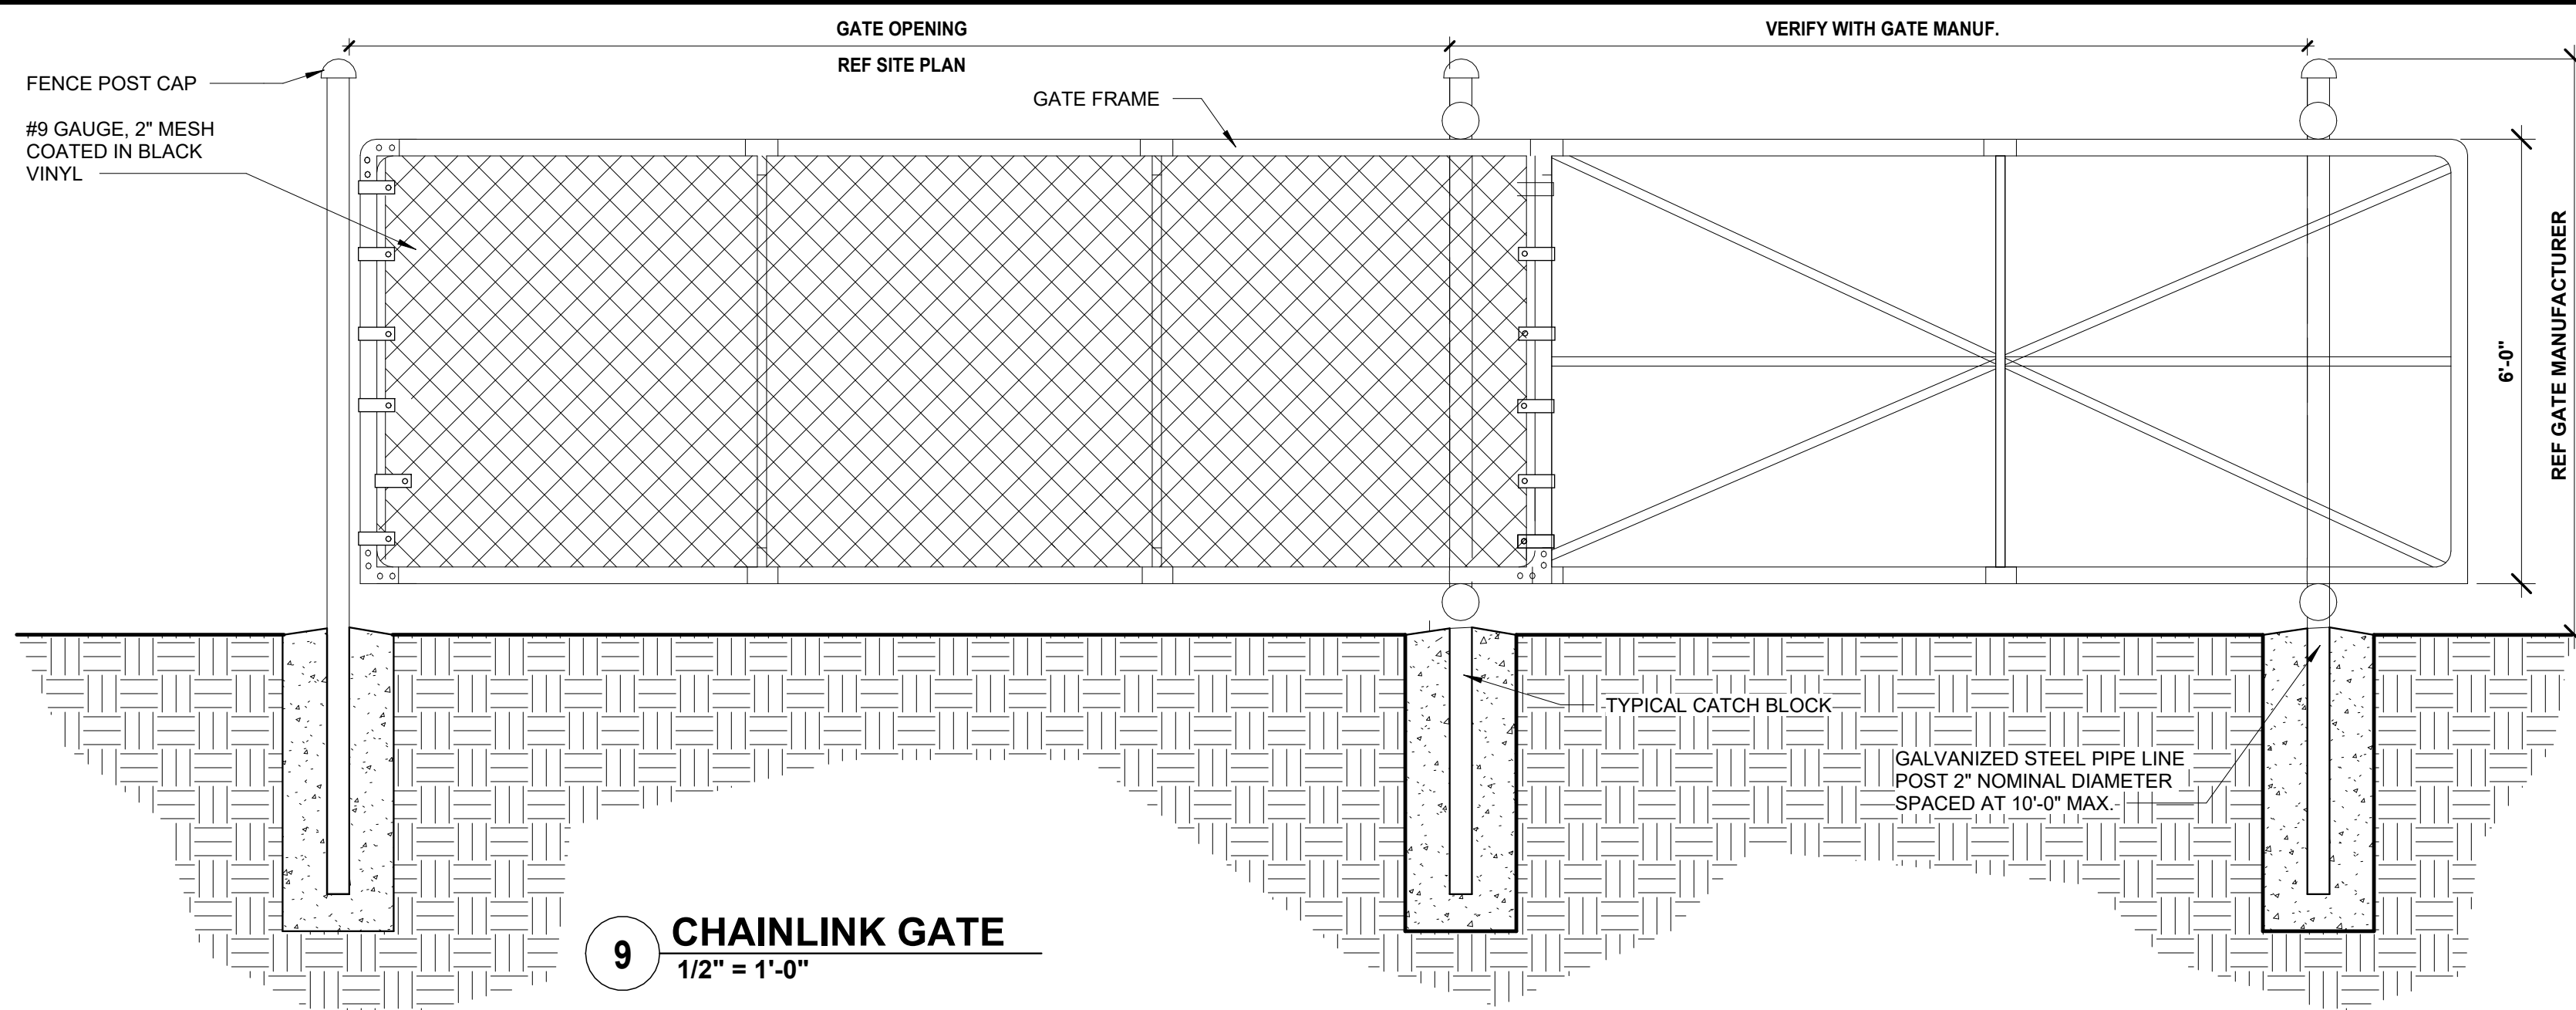 GATE OPENING
REF SITE PLAN
VERIFY WITH GATE MANUF.
FENCE POST CAP
#9 GAUGE, 2" MESH
COATED IN BLACK
VINYL
GATE FRAME
6'-0"
REF GATE MANUFACTURER
TYPICAL CATCH BLOCK
GALVANIZED STEEL PIPE LINE
POST 2" NOMINAL DIAMETER
SPACED AT 10'-0" MAX.
9
CHAINLINK GATE
1/2" = 1'-0"